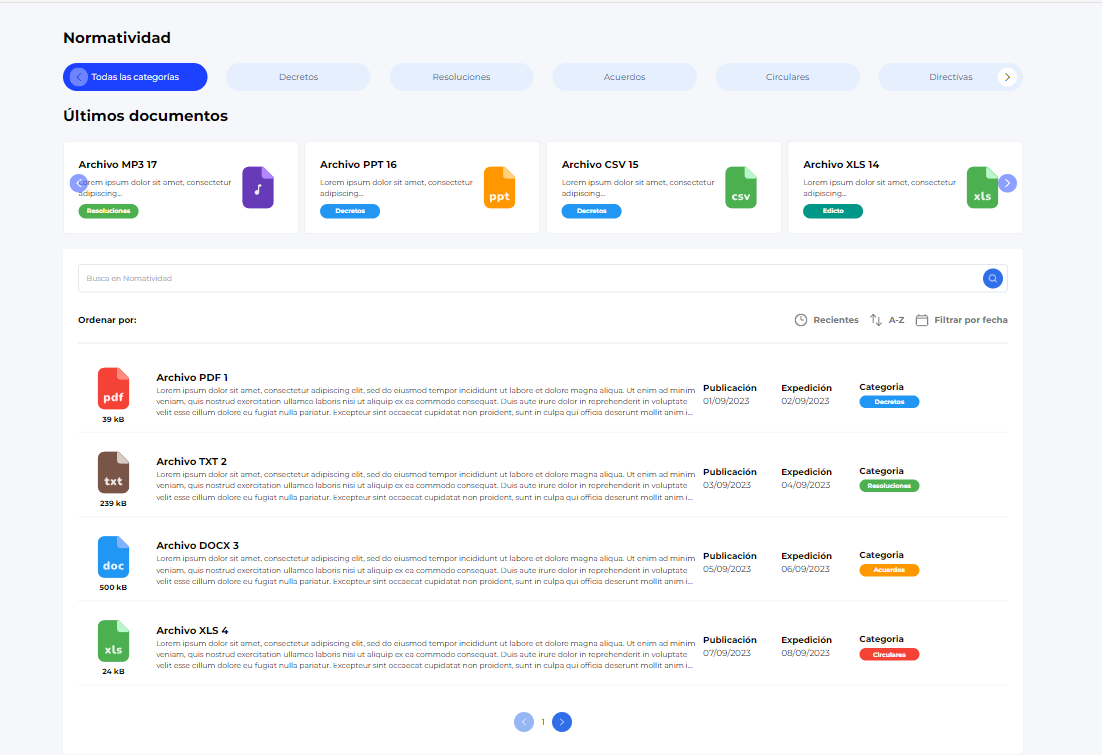 Normatividad
Todas las categorías
Decretos
Resoluciones
Acuerdos
Circulares
Directivas
Últimos documentos
Archivo MP3 17
Lorem ipsum dolor sit amet, consectetur
adipiscing...
Resoluciones
Archivo PPT 16
Lorem ipsum dolor sit amet, consectetur
adipiscing...
Decretos
ppt
Archivo CSV 15
Lorem ipsum dolor sit amet, consectetur
adipiscing...
Decretos
csv
Archivo XLS 14
Lorem ipsum dolor sit amet, consectetur
adipiscing...
Edicto
xls
Busca en Nomatividad
Ordenar por:
Recientes
A-Z
Filtrar por fecha
pdf
39 kB
Archivo PDF 1
Lorem ipsum dolor sit amet, consectetur adipiscing elit, sed do eiusmod tempor incididunt ut labore et dolore magna aliqua. Ut enim ad minim
veniam, quis nostrud exercitation ullamco laboris nisi ut aliquip ex ea commodo consequat. Duis aute irure dolor in reprehenderit in voluptate
velit esse cillum dolore eu fugiat nulla pariatur. Excepteur sint occaecat cupidatat non proident, sunt in culpa qui officia deserunt mollit anim i...
Publicación
01/09/2023
Expedición
02/09/2023
Categoria
Decretos
txt
239 kB
Archivo TXT 2
Lorem ipsum dolor sit amet, consectetur adipiscing elit, sed do eiusmod tempor incididunt ut labore et dolore magna aliqua. Ut enim ad minim
veniam, quis nostrud exercitation ullamco laboris nisi ut aliquip ex ea commodo consequat. Duis aute irure dolor in reprehenderit in voluptate
velit esse cillum dolore eu fugiat nulla pariatur. Excepteur sint occaecat cupidatat non proident, sunt in culpa qui officia deserunt mollit anim i...
Publicación
03/09/2023
Expedición
04/09/2023
Categoria
Resoluciones
doc
500 kB
Archivo DOCX 3
Lorem ipsum dolor sit amet, consectetur adipiscing elit, sed do eiusmod tempor incididunt ut labore et dolore magna aliqua. Ut enim ad minim
veniam, quis nostrud exercitation ullamco laboris nisi ut aliquip ex ea commodo consequat. Duis aute irure dolor in reprehenderit in voluptate
velit esse cillum dolore eu fugiat nulla pariatur. Excepteur sint occaecat cupidatat non proident, sunt in culpa qui officia deserunt mollit anim i...
Publicación
05/09/2023
Expedición
06/09/2023
Categoria
Acuerdos
xls
24 kB
Archivo XLS 4
Lorem ipsum dolor sit amet, consectetur adipiscing elit, sed do eiusmod tempor incididunt ut labore et dolore magna aliqua. Ut enim ad minim
veniam, quis nostrud exercitation ullamco laboris nisi ut aliquip ex ea commodo consequat. Duis aute irure dolor in reprehenderit in voluptate
velit esse cillum dolore eu fugiat nulla pariatur. Excepteur sint occaecat cupidatat non proident, sunt in culpa qui officia deserunt mollit anim i...
Publicación
07/09/2023
Expedición
08/09/2023
Categoria
Circulares
1